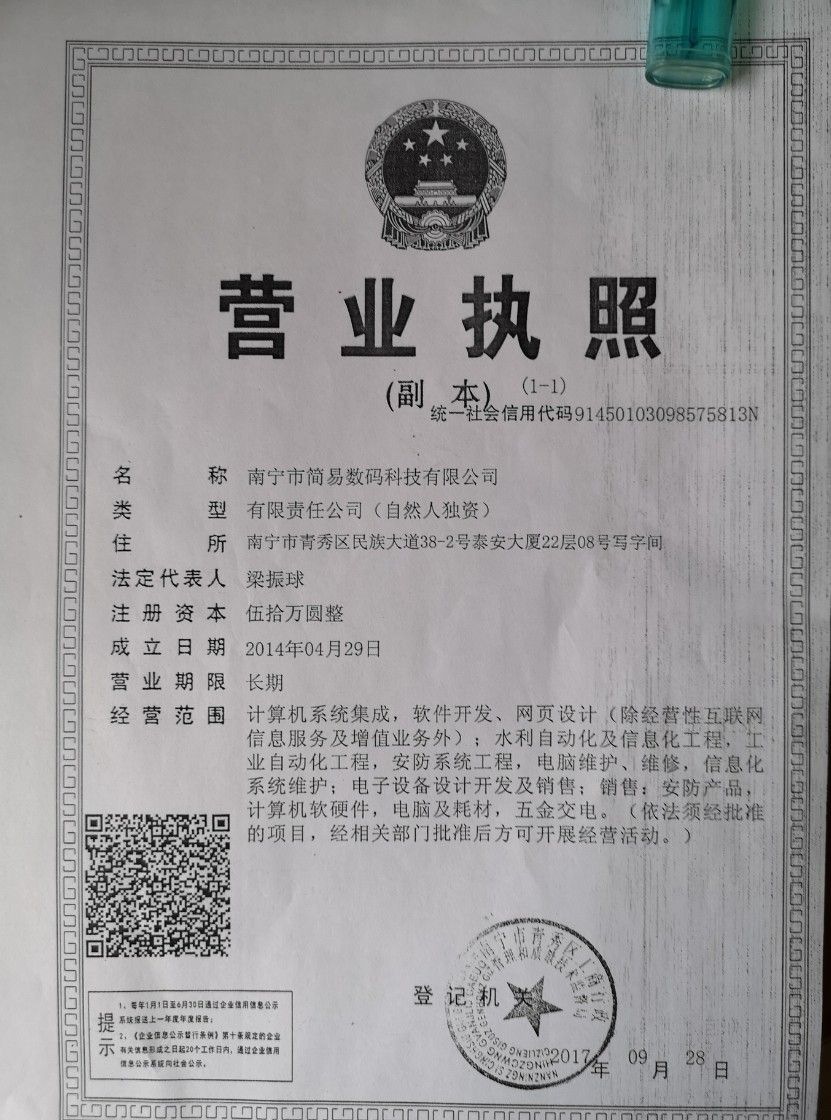 营业执照
(副 本) (1-1)
统一社会信用代码91450103098575813N
名 称 南宁市简易数码科技有限公司
类 型 有限责任公司（自然人独资）
住 所 南宁市青秀区民族大道38-2号泰安大厦22层08号写字间
法定代表人 梁振球
注册资本 伍拾万圆整
成立日期 2014年04月29日
营业期限 长期
经营范围 计算机系统集成，软件开发、网页设计（除经营性互联网
信息服务及增值业务外）；水利自动化及信息化工程，工
业自动化工程，安防系统工程，电脑维护、维修，信息化
系统维护；电子设备设计开发及销售；销售：安防产品，
计算机软硬件，电脑及耗材，五金交电。（依法须经批准
的项目，经相关部门批准后方可开展经营活动。）
提示
1、每年1月1日至6月30日通过企业信用信息公示
系统报送上一年度年度报告；
2、《企业信息公示暂行条例》第十条规定的企业
有关信息形成之日起20个工作日内，通过企业信用
信息公示系统向社会公示。
登记机关
南宁市青秀区工商行政
管理和质量技术监督局
2017年 09月 28日